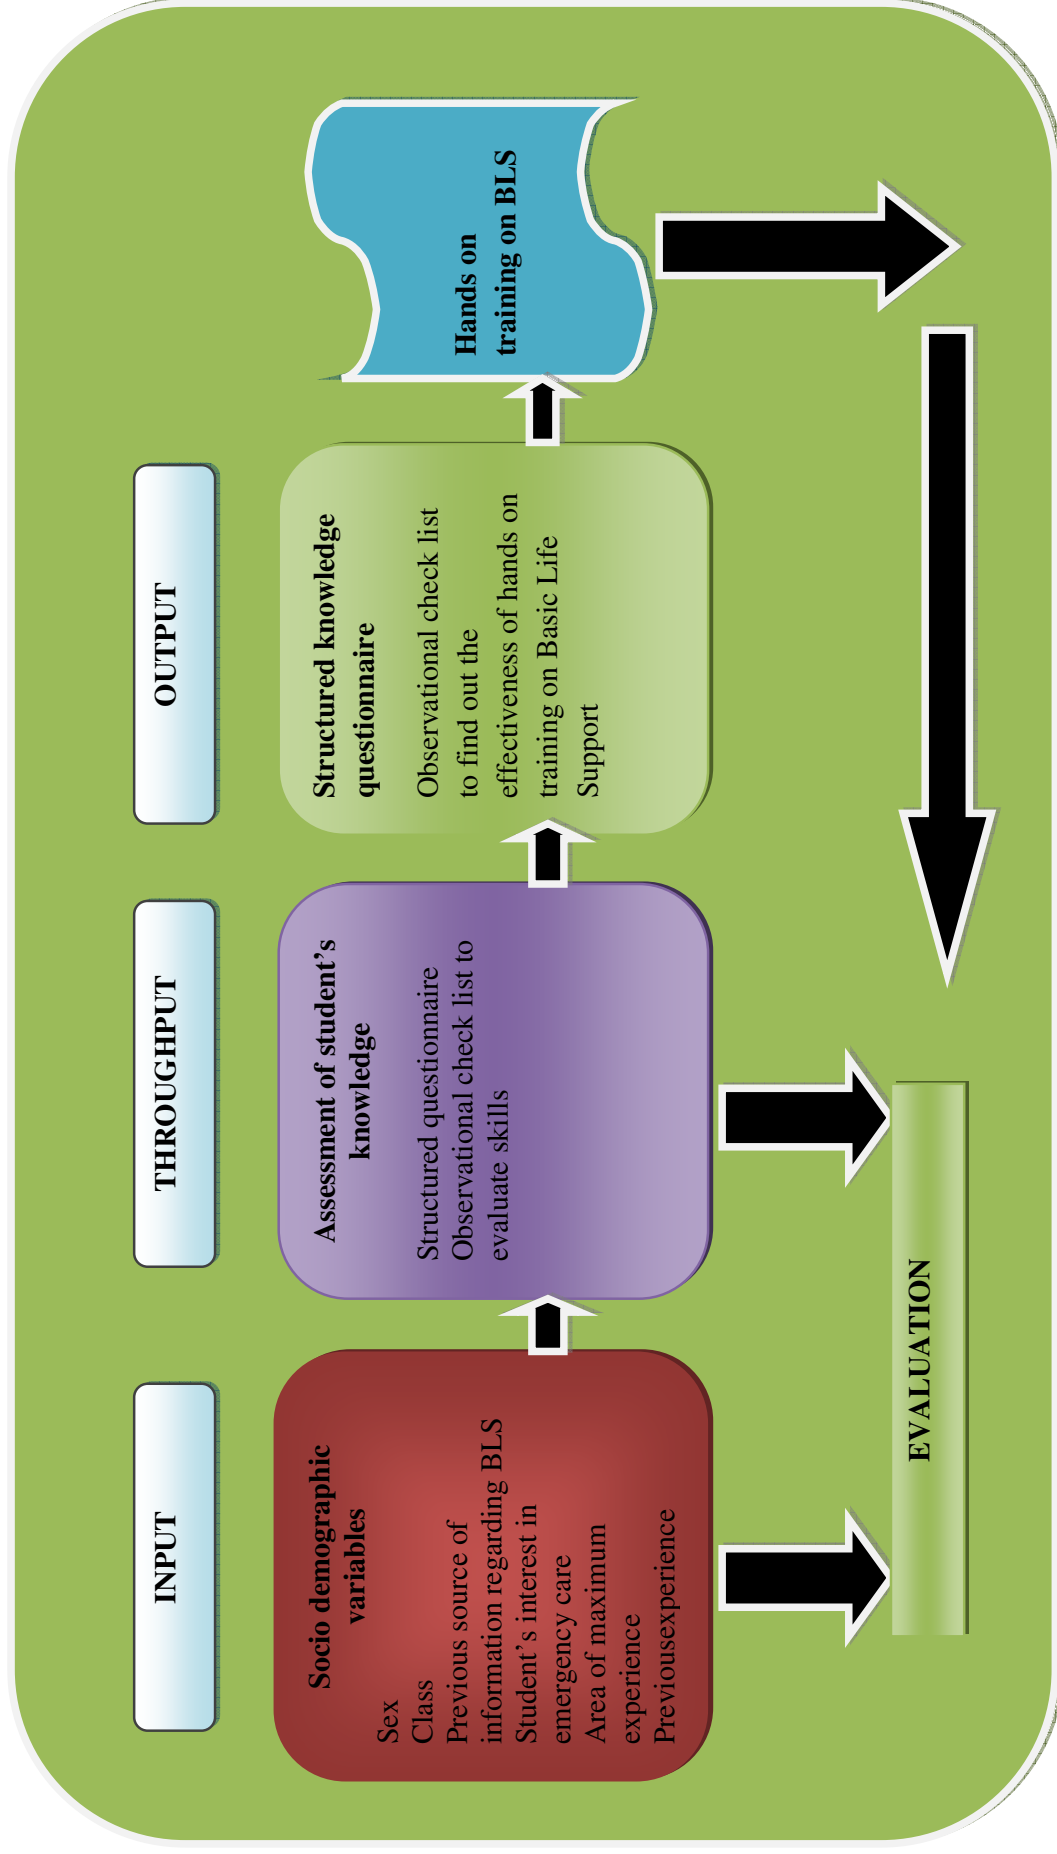 INPUT
THROUGHPUT
OUTPUT
Socio demographic
variables
Sex
Class
Previous source of
information regarding BLS
Student’s interest in
emergency care
Area of maximum
experience
Previousexperience
Assessment of student’s
knowledge
Structured questionnaire
Observational check list to
evaluate skills
Structured knowledge
questionnaire
Observational check list
to find out the
effectiveness of hands on
training on Basic Life
Support
Hands on
training on BLS
EVALUATION